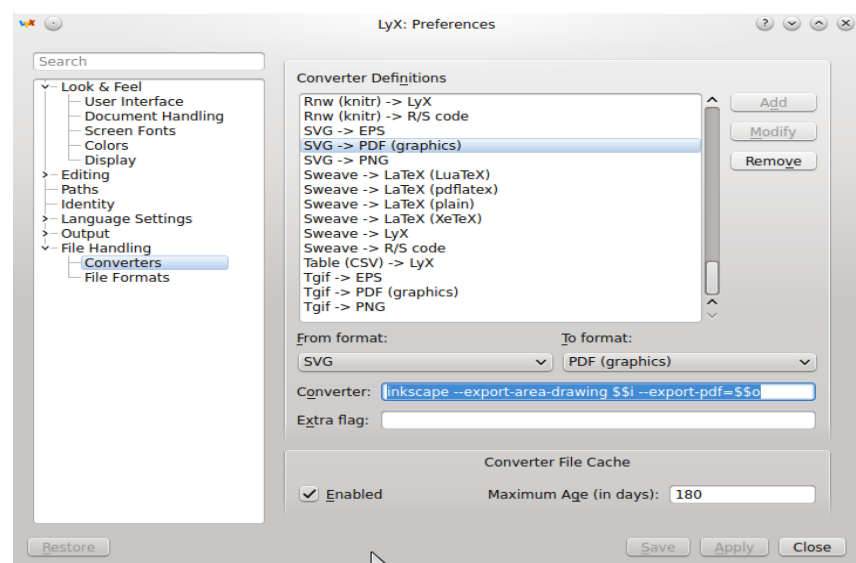 LyX: Preferences
Search
Look & Feel
User Interface
Document Handling
Screen Fonts
Colors
Display
Editing
Paths
Identity
Language Settings
Output
File Handling
Converters
File Formats
Converter Definitions
Rnw (knitr) -> LyX
Rnw (knitr) -> R/S code
SVG -> EPS
SVG -> PDF (graphics)
SVG -> PNG
Sweave -> LaTeX (LuaTeX)
Sweave -> LaTeX (pdflatex)
Sweave -> LaTeX (plain)
Sweave -> LaTeX (XeTeX)
Sweave -> LyX
Sweave -> R/S code
Table (CSV) -> LyX
Tgif -> EPS
Tgif -> PDF (graphics)
Tgif -> PNG
Add
Modify
Remove
From format: To format:
SVG PDF (graphics)
Converter: inkscape --export-area-drawing $$i --export-pdf=$$o
Extra flag:
Converter File Cache
Enabled Maximum Age (in days): 180
Restore Save Apply Close